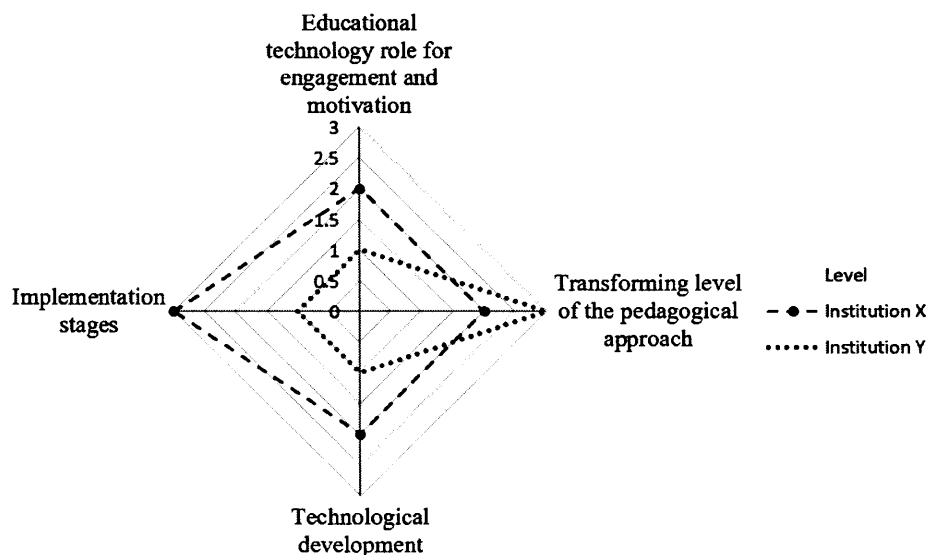 Educational
technology role for
engagement and
motivation
3
2.5
2
1.5
1
0.5
0
Implementation
stages
Transforming level
of the pedagogical
approach
Level
Institution X
Institution Y
Technological
development